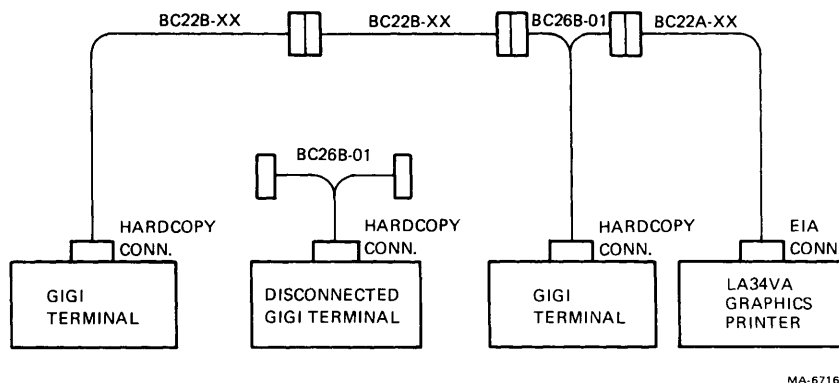 BC22B-XX
BC22B-XX
BC26B-01
BC22A-XX
BC26B-01
HARDCOPY
CONN.
HARDCOPY
CONN.
HARDCOPY
CONN.
EIA
CONN
GIGI
TERMINAL
DISCONNECTED
GIGI TERMINAL
GIGI
TERMINAL
LA34VA
GRAPHICS
PRINTER
MA-6716